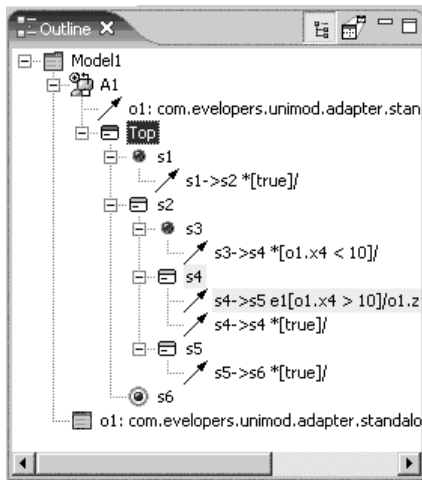 Outline
Model1
A1
o1: com.evelopers.unimod.adapter.stan
Top
s1
s1->s2 *[true]/
s2
s3
s3->s4 *[o1.x4 < 10]/
s4
s4->s5 e1[o1.x4 > 10]/o1.z
s4->s4 *[true]/
s5
s5->s6 *[true]/
s6
o1: com.evelopers.unimod.adapter.standalo